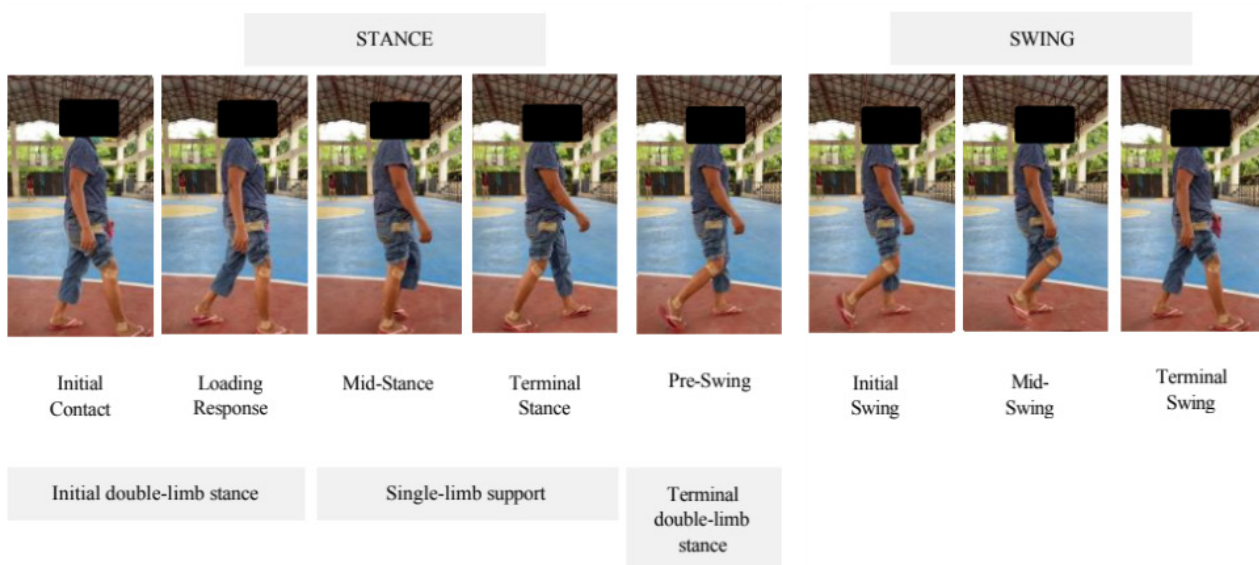 STANCE
SWING
Initial
Contact
Loading
Response
Mid-Stance
Terminal
Stance
Pre-Swing
Initial
Swing
Mid-
Swing
Terminal
Swing
Initial double-limb stance
Single-limb support
Terminal
double-limb
stance